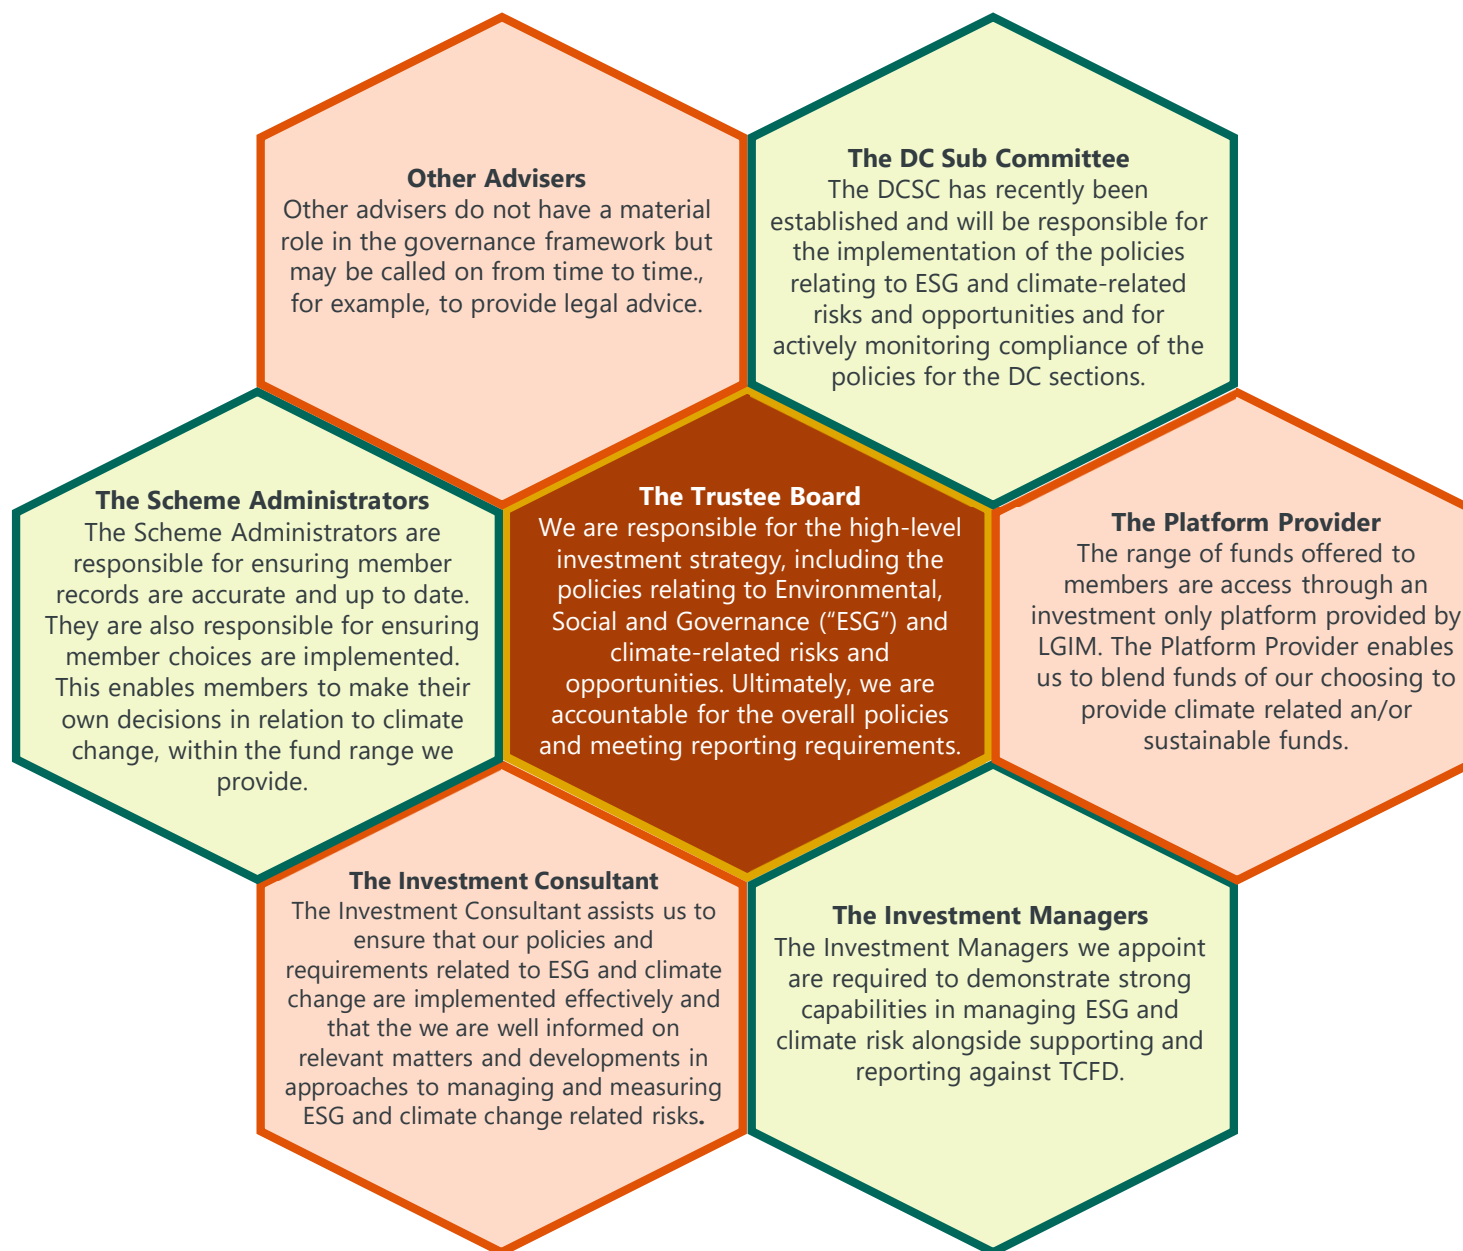 Other Advisers
Other advisers do not have a material
role in the governance framework but
may be called on from time to time.,
for example, to provide legal advice.
The DC Sub Committee
The DCSC has recently been
established and will be responsible for
the implementation of the policies
relating to ESG and climate-related
risks and opportunities and for
actively monitoring compliance of the
policies for the DC sections.
The Scheme Administrators
The Scheme Administrators are
responsible for ensuring member
records are accurate and up to date.
They are also responsible for ensuring
member choices are implemented.
This enables members to make their
own decisions in relation to climate
change, within the fund range we
provide.
The Trustee Board
We are responsible for the high-level
investment strategy, including the
policies relating to Environmental,
Social and Governance (“ESG”) and
climate-related risks and
opportunities. Ultimately, we are
accountable for the overall policies
and meeting reporting requirements.
The Platform Provider
The range of funds offered to
members are access through an
investment only platform provided by
LGIM. The Platform Provider enables
us to blend funds of our choosing to
provide climate related an/or
sustainable funds.
The Investment Consultant
The Investment Consultant assists us to
ensure that our policies and
requirements related to ESG and climate
change are implemented effectively and
that the we are well informed on
relevant matters and developments in
approaches to managing and measuring
ESG and climate change related risks.
The Investment Managers
The Investment Managers we appoint
are required to demonstrate strong
capabilities in managing ESG and
climate risk alongside supporting and
reporting against TCFD.